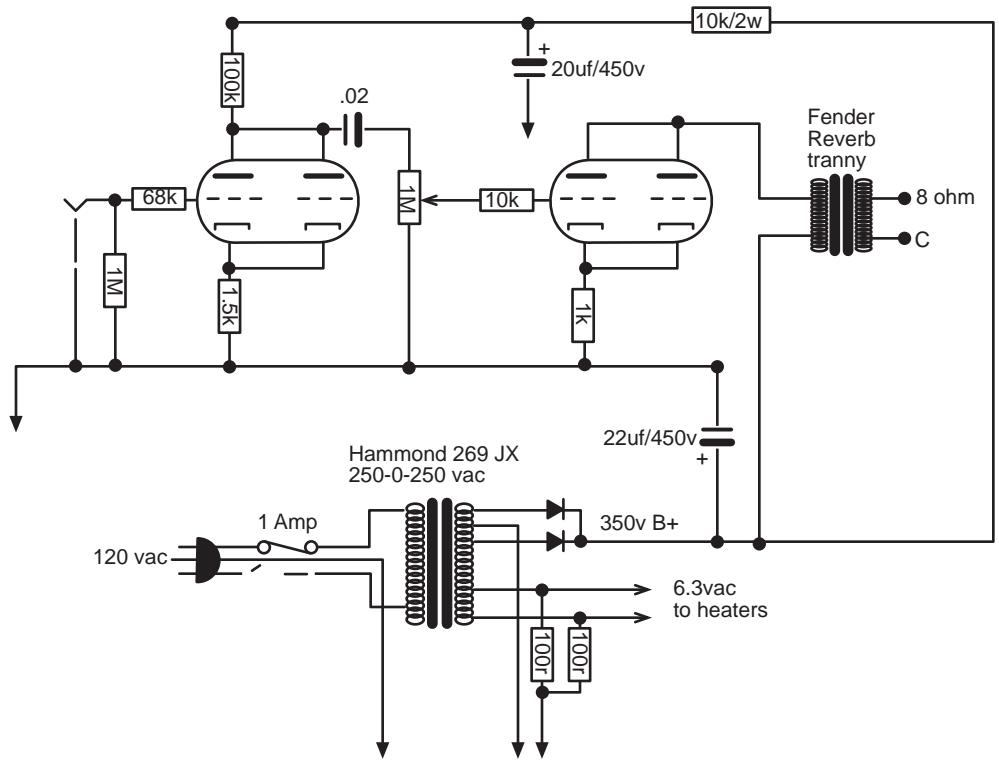 10k/2w
+
20uf/450v
100k
.02
Fender
Reverb
tranny
68k
1M
10k
8 ohm
C
1M
1.5k
1k
22uf/450v
+
Hammond 269 JX
250-0-250 vac
1 Amp
350v B+
120 vac
6.3vac
to heaters
100r
100r